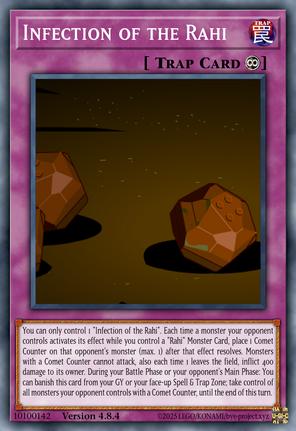 Infection of the Rahi
TRAP
罠
[ Trap Card ]
You can only control 1 "Infection of the Rahi". Each time a monster your opponent
controls activates its effect while you control a "Rahi" Monster Card, place 1 Comet
Counter on that opponent's monster (max. 1) after that effect resolves. Monsters
with a Comet Counter cannot attack, also each time 1 leaves the field, inflict 400
damage to its owner. During your Battle Phase or your opponent's Main Phase: You
can banish this card from your GY or your face-up Spell & Trap Zone; take control of
all monsters your opponent controls with a Comet Counter, until the end of this turn.
10100142 Version 4.8.4 ©2025 LEGO/KONAMI/bye-project.xyz